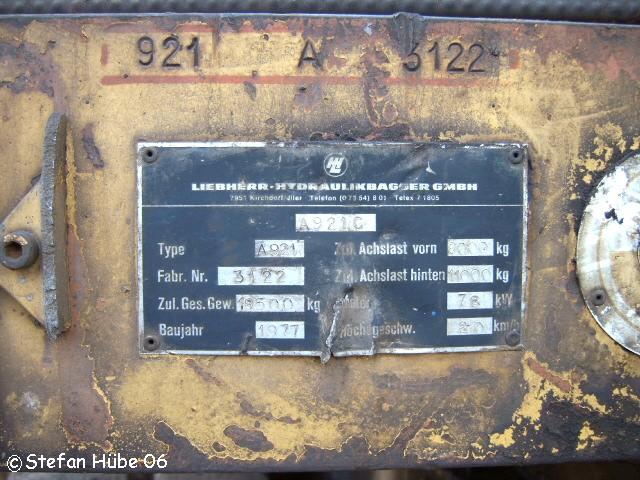 921 A 3122
LIEBHERR-HYDRAULIKBAGGER GMBH
7951 Kirchdorf/Iller Telefon (0 73 54) 8 01 Telex 7 1805
A921C
Type A921 Zul. Achslast vorn kg
Fabr. Nr. 3122 Zul. Achslast hinten 11000 kg
Zul. Ges. Gew. kg kW
Baujahr 1977 Höchstgeschw. 20 km/h
© Stefan Hübe 06